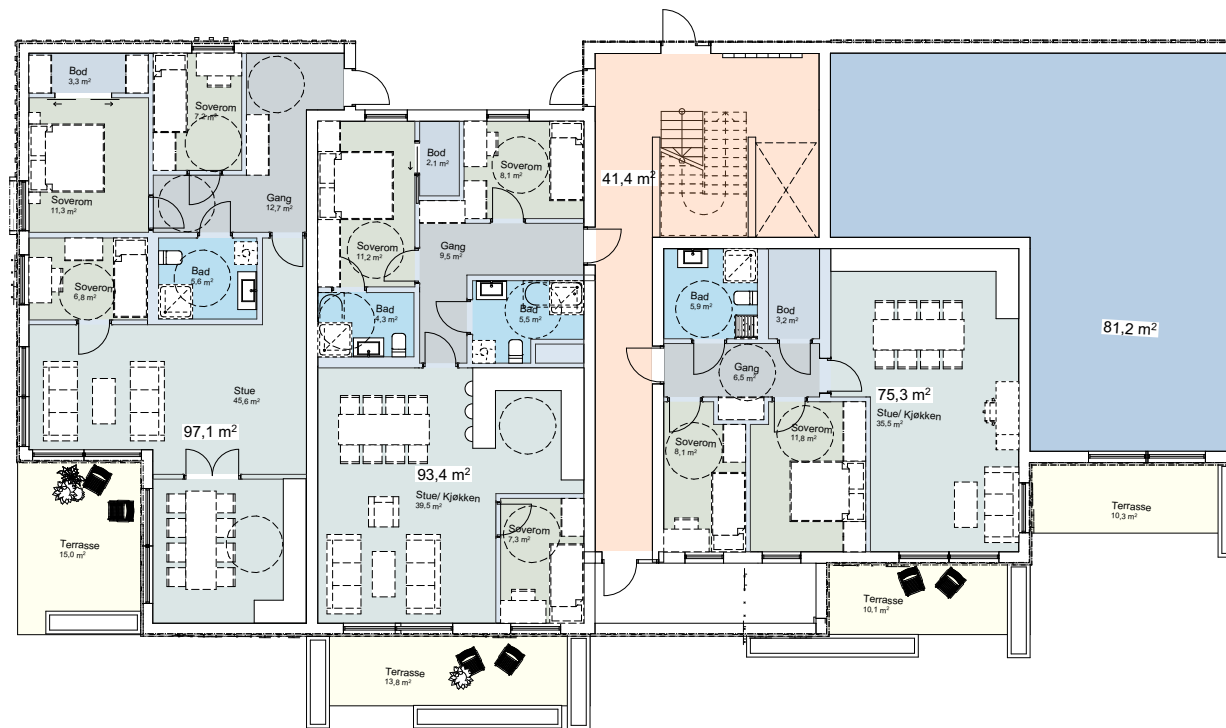 Bod
3,3 m²
Soverom
7,2 m²
Soverom
11,3 m²
Gang
12,7 m²
Soverom
6,8 m²
Bad
5,6 m²
Stue
45,6 m²
97,1 m²
Terrasse
15,0 m²
Bod
2,1 m²
Soverom
8,1 m²
Soverom
11,2 m²
Gang
9,5 m²
Bad
4,3 m²
Bad
5,5 m²
93,4 m²
Stue/ Kjøkken
39,5 m²
Soverom
7,3 m²
Terrasse
13,8 m²
41,4 m²
Bad
5,9 m²
Bod
3,2 m²
Gang
6,5 m²
Soverom
8,1 m²
Soverom
11,8 m²
75,3 m²
Stue/ Kjøkken
35,5 m²
Terrasse
10,1 m²
81,2 m²
Terrasse
10,3 m²